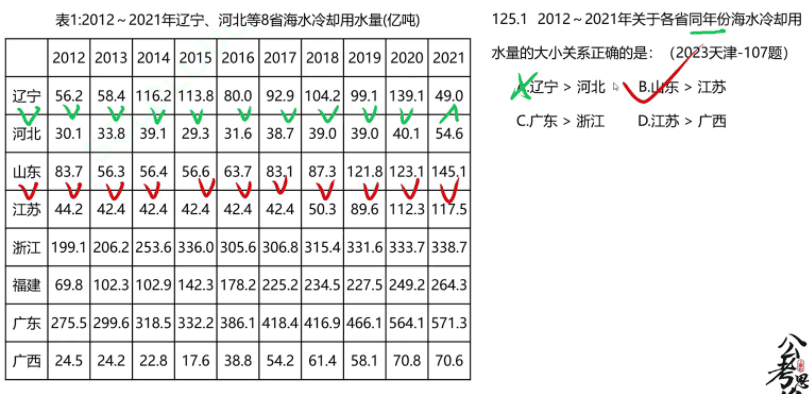 表1:2012～2021年辽宁、河北等8省海水冷却用水量(亿吨)
2012 2013 2014 2015 2016 2017 2018 2019 2020 2021
辽宁 56.2 58.4 116.2 113.8 80.0 92.9 104.2 99.1 139.1 49.0
河北 30.1 33.8 39.1 29.3 31.6 38.7 39.0 39.0 40.1 54.6
山东 83.7 56.3 56.4 56.6 63.7 83.1 87.3 121.8 123.1 145.1
江苏 44.2 42.4 42.4 42.4 42.4 42.4 50.3 89.6 112.3 117.5
浙江 199.1 206.2 253.6 336.0 305.6 306.8 315.4 331.6 333.7 338.7
福建 69.8 102.3 102.9 142.3 178.2 225.2 234.5 227.5 249.2 264.3
广东 275.5 299.6 318.5 332.2 386.1 418.4 416.9 466.1 564.1 571.3
广西 24.5 24.2 22.8 17.6 38.8 54.2 61.4 58.1 70.8 70.6
125.1 2012～2021年关于各省同年份海水冷却用
水量的大小关系正确的是：（2023天津-107题）
A.辽宁 > 河北 B.山东 > 江苏
C.广东 > 浙江 D.江苏 > 广西
公考思